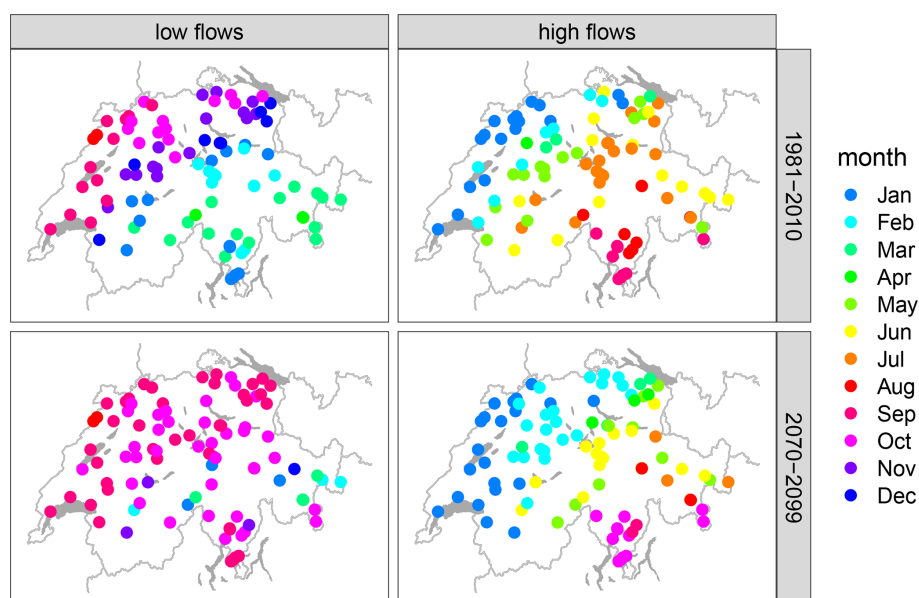 low flows
high flows
1981−2010
2070−2099
month
Jan
Feb
Mar
Apr
May
Jun
Jul
Aug
Sep
Oct
Nov
Dec